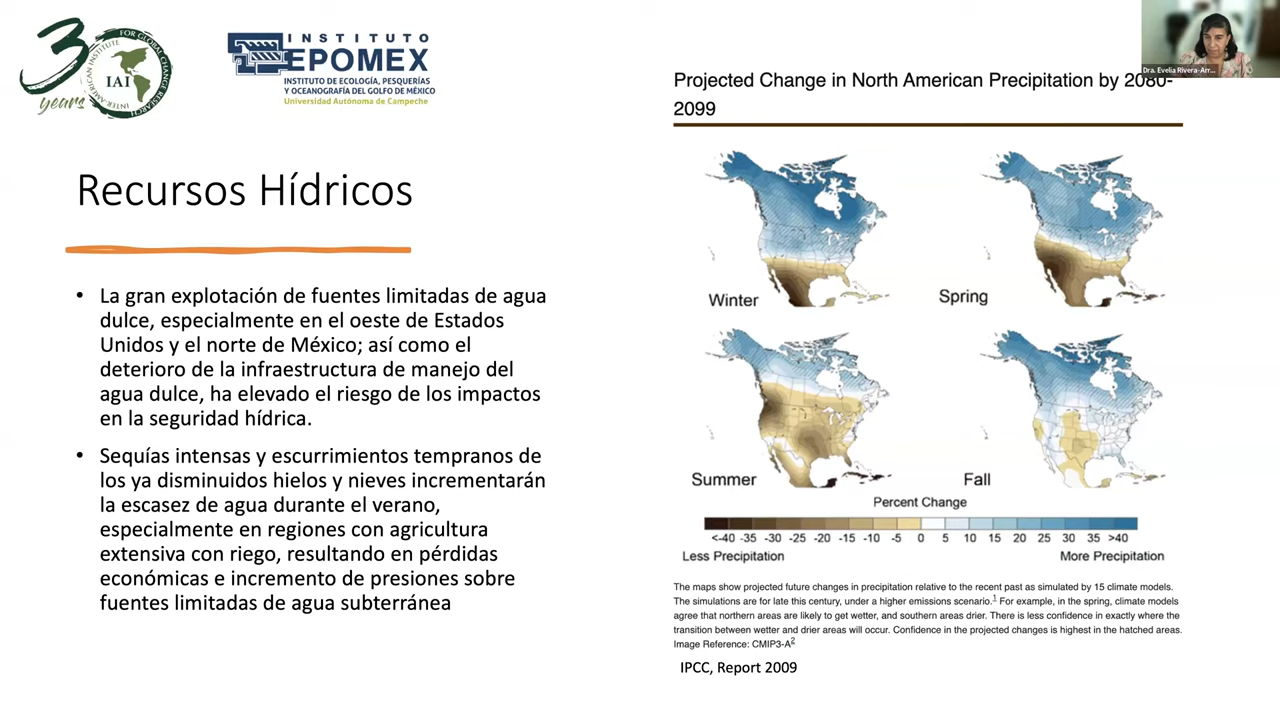 30
years
INTER-AMERICAN INSTITUTE
FOR GLOBAL CHANGE RESEARCH
IAI
INSTITUTO
EPOMEX
INSTITUTO DE ECOLOGÍA, PESQUERÍAS
Y OCEANOGRAFÍA DEL GOLFO DE MÉXICO
Universidad Autónoma de Campeche
Dra. Evelia Rivera-Arr...
Recursos Hídricos
• La gran explotación de fuentes limitadas de agua
dulce, especialmente en el oeste de Estados
Unidos y el norte de México; así como el
deterioro de la infraestructura de manejo del
agua dulce, ha elevado el riesgo de los impactos
en la seguridad hídrica.
• Sequías intensas y escurrimientos tempranos de
los ya disminuidos hielos y nieves incrementarán
la escasez de agua durante el verano,
especialmente en regiones con agricultura
extensiva con riego, resultando en pérdidas
económicas e incremento de presiones sobre
fuentes limitadas de agua subterránea
Projected Change in North American Precipitation by 2080-
2099
Winter
Spring
Summer
Fall
Percent Change
<-40 -35 -30 -25 -20 -15 -10 -5 0 5 10 15 20 25 30 35 >40
Less Precipitation
More Precipitation
The maps show projected future changes in precipitation relative to the recent past as simulated by 15 climate models.
The simulations are for late this century, under a higher emissions scenario.1 For example, in the spring, climate models
agree that northern areas are likely to get wetter, and southern areas drier. There is less confidence in exactly where the
transition between wetter and drier areas will occur. Confidence in the projected changes is highest in the hatched areas.
Image Reference: CMIP3-A2
IPCC, Report 2009